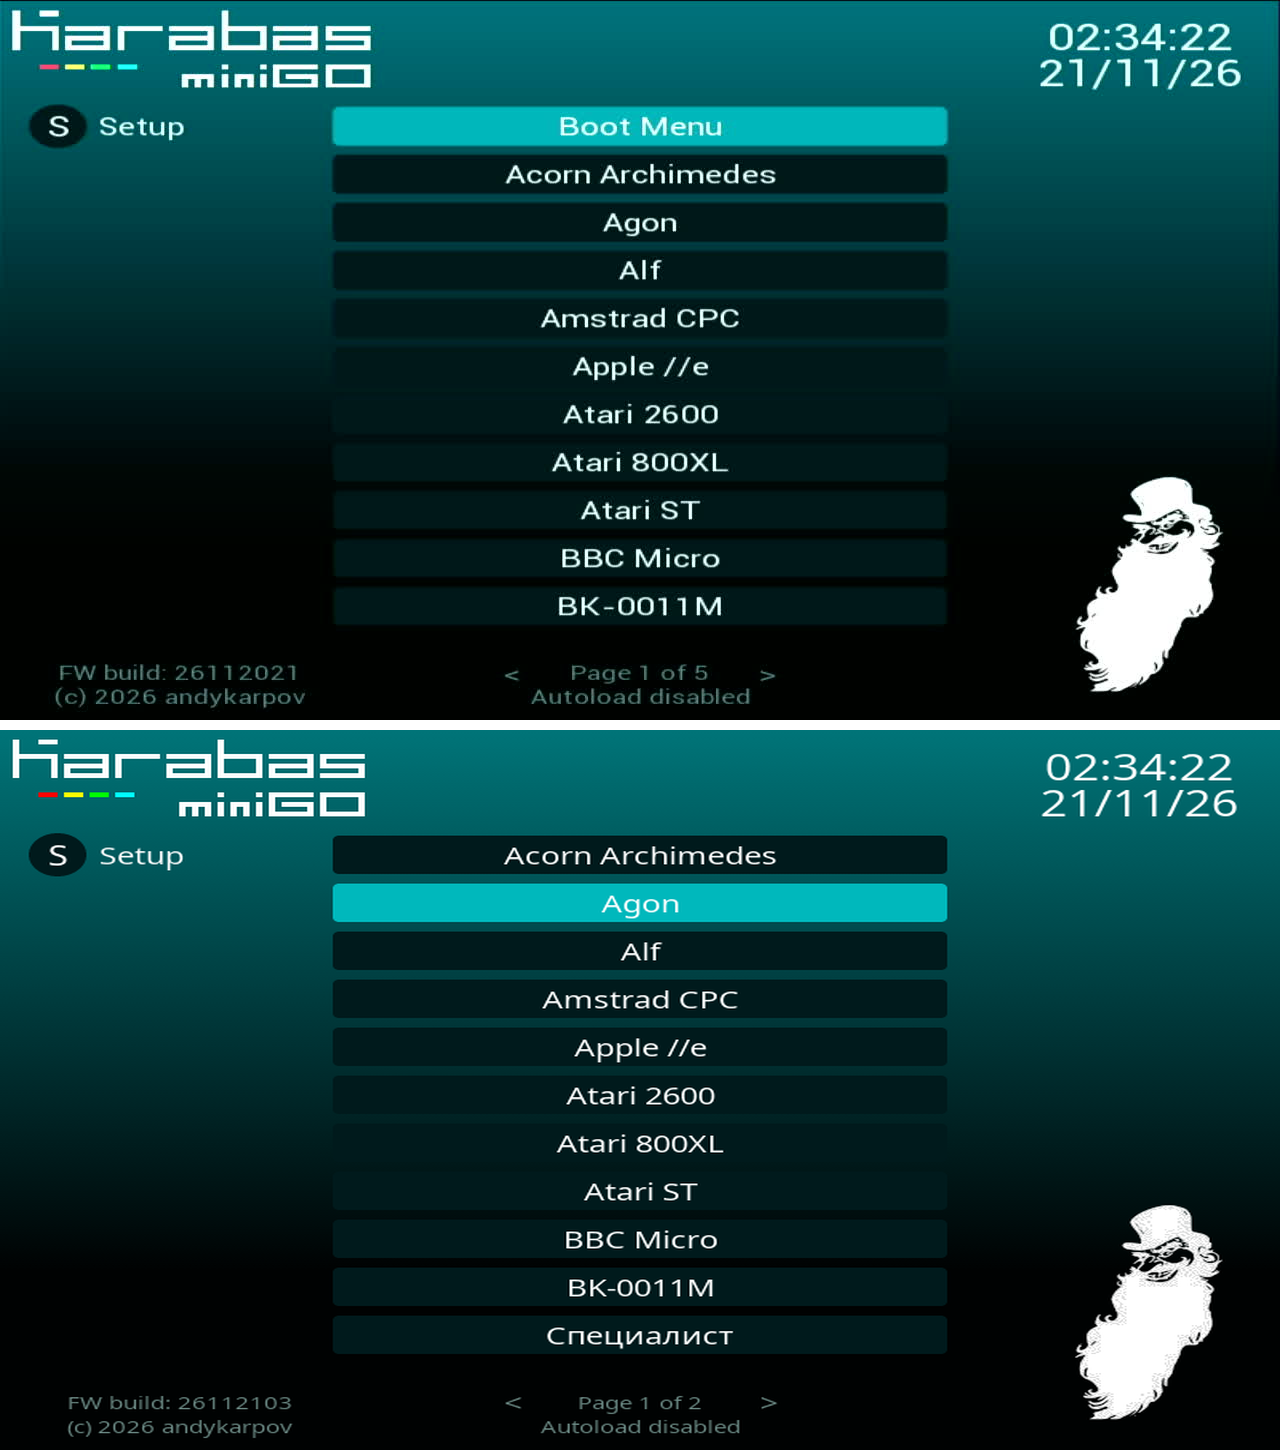 karabas
miniGO
02:34:22
21/11/26
S Setup
Boot Menu
Acorn Archimedes
Agon
Alf
Amstrad CPC
Apple //e
Atari 2600
Atari 800XL
Atari ST
BBC Micro
BK-0011M
FW build: 26112021
(c) 2026 andykarpov
< Page 1 of 5 >
Autoload disabled
karabas
miniGO
02:34:22
21/11/26
S Setup
Acorn Archimedes
Agon
Alf
Amstrad CPC
Apple //e
Atari 2600
Atari 800XL
Atari ST
BBC Micro
BK-0011M
Специалист
FW build: 26112103
(c) 2026 andykarpov
< Page 1 of 2 >
Autoload disabled